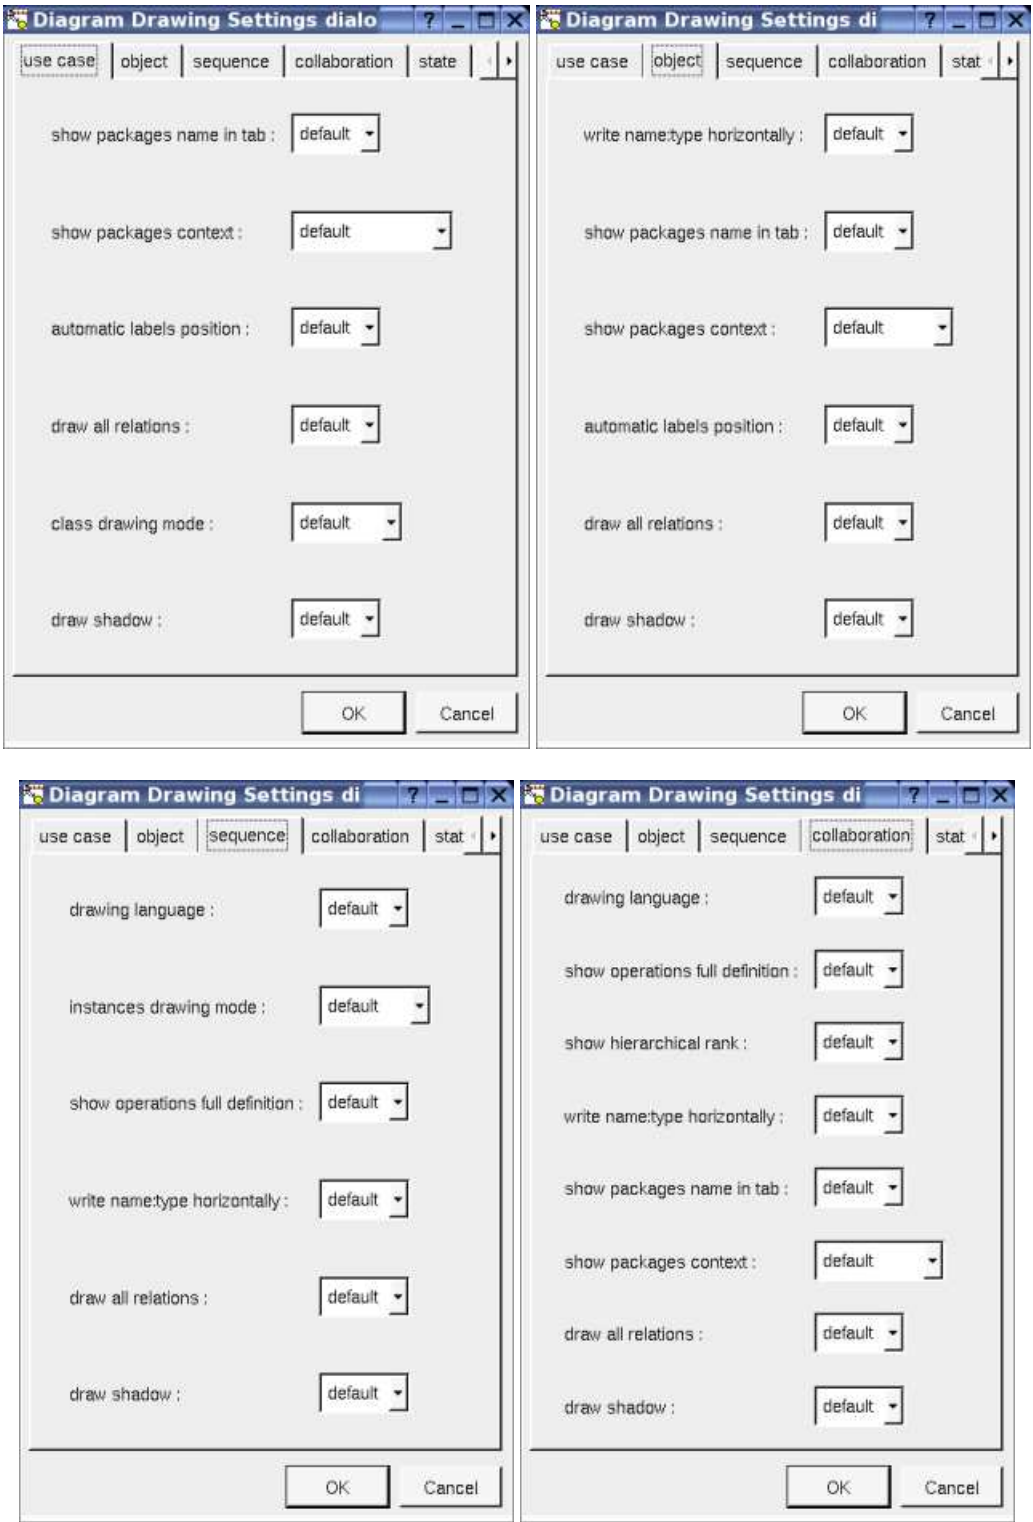 Diagram Drawing Settings dialo ?
use case object sequence collaboration state
show packages name in tab : default
show packages context : default
automatic labels position : default
draw all relations : default
class drawing mode : default
draw shadow : default
OK Cancel
Diagram Drawing Settings di ?
use case object sequence collaboration stat
write name:type horizontally : default
show packages name in tab : default
show packages context : default
automatic labels position : default
draw all relations : default
draw shadow : default
OK Cancel
Diagram Drawing Settings di ?
use case object sequence collaboration stat
drawing language : default
instances drawing mode : default
show operations full definition : default
write name:type horizontally : default
draw all relations : default
draw shadow : default
OK Cancel
Diagram Drawing Settings di ?
use case object sequence collaboration stat
drawing language : default
show operations full definition : default
show hierarchical rank : default
write name:type horizontally : default
show packages name in tab : default
show packages context : default
draw all relations : default
draw shadow : default
OK Cancel